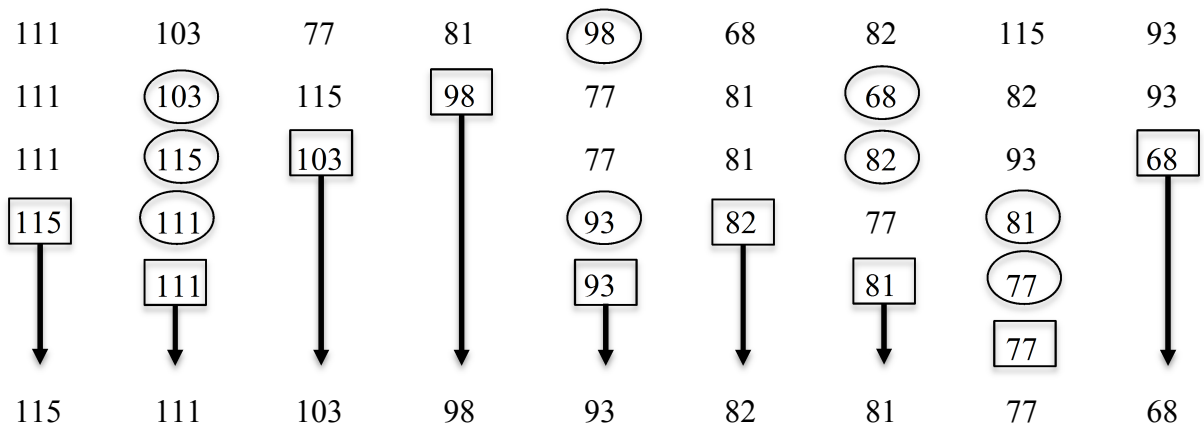 111 103 77 81 98 68 82 115 93
111 103 115 98 77 81 68 82 93
111 115 103 77 81 82 93 68
115 111 93 82 77 81
111 93 81 77
77
115 111 103 98 93 82 81 77 68